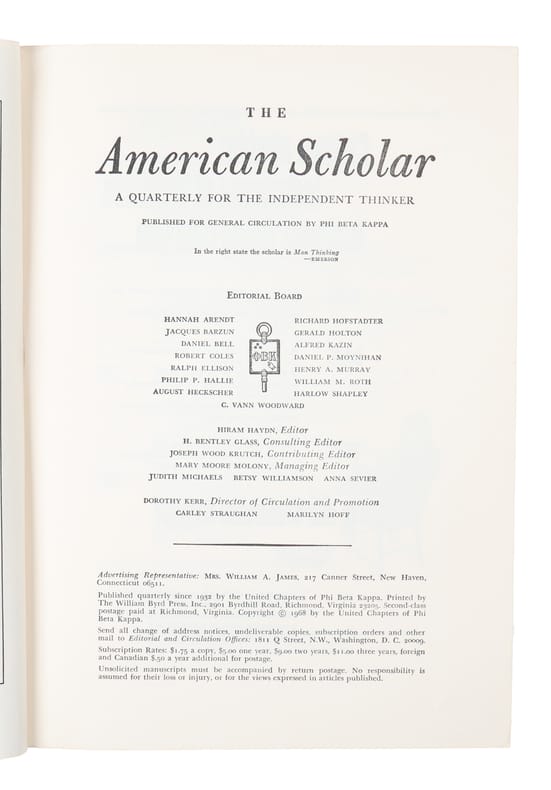 THE
American Scholar
A QUARTERLY FOR THE INDEPENDENT THINKER
PUBLISHED FOR GENERAL CIRCULATION BY PHI BETA KAPPA
In the right state the scholar is Man Thinking
—EMERSON
EDITORIAL BOARD
HANNAH ARENDT
JACQUES BARZUN
DANIEL BELL
ROBERT COLES
RALPH ELLISON
PHILIP P. HALLIE
AUGUST HECKSCHER
ΦΒΚ
RICHARD HOFSTADTER
GERALD HOLTON
ALFRED KAZIN
DANIEL P. MOYNIHAN
HENRY A. MURRAY
WILLIAM M. ROTH
HARLOW SHAPLEY
C. VANN WOODWARD
HIRAM HAYDN, Editor
H. BENTLEY GLASS, Consulting Editor
JOSEPH WOOD KRUTCH, Contributing Editor
MARY MOORE MOLONY, Managing Editor
JUDITH MICHAELS BETSY WILLIAMSON ANNA SEVIER
DOROTHY KERR, Director of Circulation and Promotion
CARLEY STRAUGHAN MARILYN HOFF
Advertising Representative: MRS. WILLIAM A. JAMES, 217 Canner Street, New Haven,
Connecticut 06511.
Published quarterly since 1932 by the United Chapters of Phi Beta Kappa. Printed by
The William Byrd Press, Inc., 2901 Byrdhill Road, Richmond, Virginia 23205. Second-class
postage paid at Richmond, Virginia. Copyright © 1968 by the United Chapters of Phi
Beta Kappa.
Send all change of address notices, undeliverable copies, subscription orders and other
mail to Editorial and Circulation Offices: 1811 Q Street, N.W., Washington, D. C. 20009.
Subscription Rates: $1.75 a copy, $5.00 one year, $9.00 two years, $11.00 three years, foreign
and Canadian $.50 a year additional for postage.
Unsolicited manuscripts must be accompanied by return postage. No responsibility is
assumed for their loss or injury, or for the views expressed in articles published.